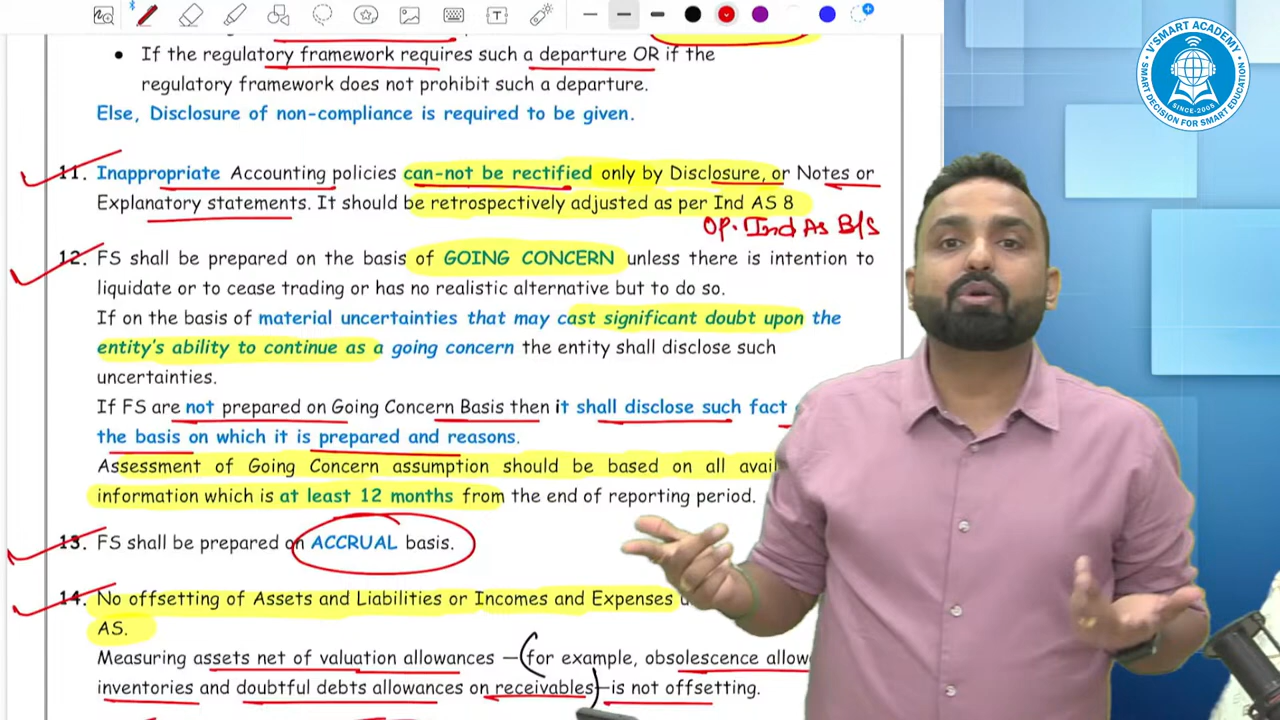 • If the regulatory framework requires such a departure OR if the
regulatory framework does not prohibit such a departure.
Else, Disclosure of non-compliance is required to be given.
11. Inappropriate Accounting policies can-not be rectified only by Disclosure, or Notes or
Explanatory statements. It should be retrospectively adjusted as per Ind AS 8
Op. Ind As B/S
12. FS shall be prepared on the basis of GOING CONCERN unless there is intention to
liquidate or to cease trading or has no realistic alternative but to do so.
If on the basis of material uncertainties that may cast significant doubt upon the
entity's ability to continue as a going concern the entity shall disclose such
uncertainties.
If FS are not prepared on Going Concern Basis then it shall disclose such fact
the basis on which it is prepared and reasons.
Assessment of Going Concern assumption should be based on all avail
information which is at least 12 months from the end of reporting period.
13. FS shall be prepared on ACCRUAL basis.
14. No offsetting of Assets and Liabilities or Incomes and Expenses
AS.
Measuring assets net of valuation allowances – (for example, obsolescence allow
inventories and doubtful debts allowances on receivables)– is not offsetting.
V'SMART ACADEMY
SINCE-2005
SMART DECISION FOR SMART EDUCATION